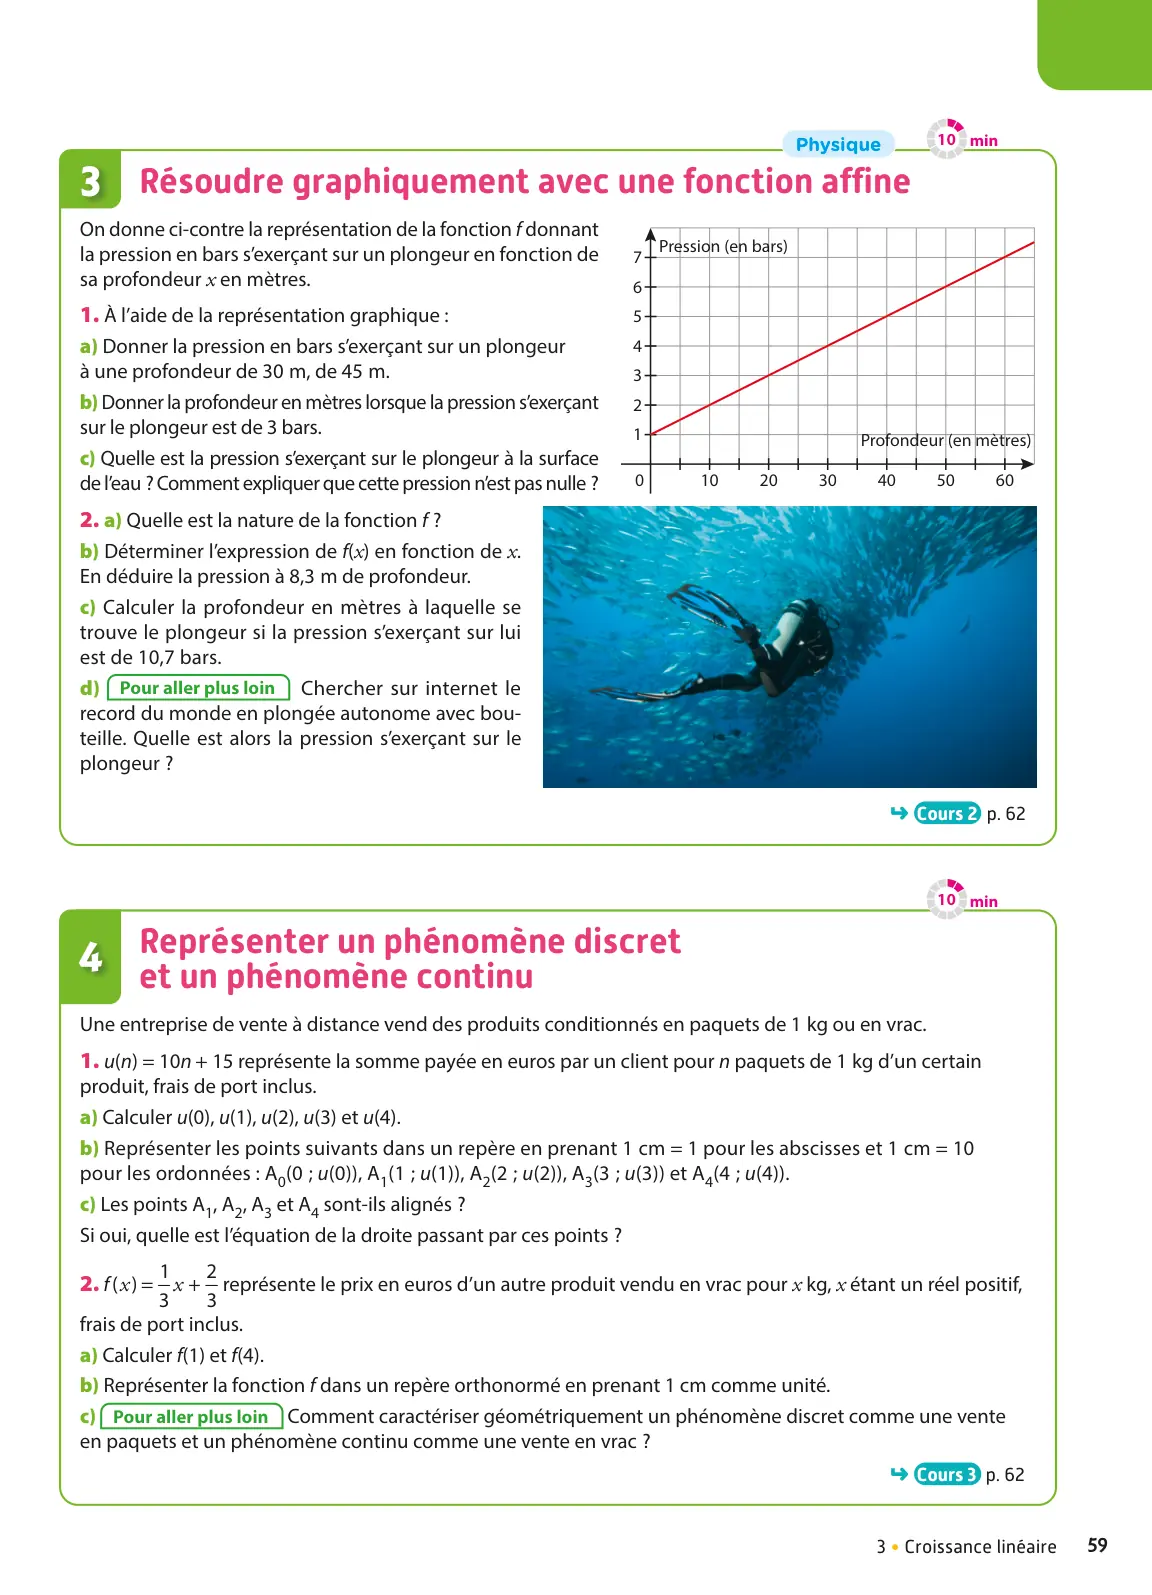 Physique
10 min
3
Résoudre graphiquement avec une fonction affine
On donne ci-contre la représentation de la fonction f donnant
la pression en bars s’exerçant sur un plongeur en fonction de
sa profondeur x en mètres.
1. À l’aide de la représentation graphique :
a) Donner la pression en bars s’exerçant sur un plongeur
à une profondeur de 30 m, de 45 m.
b) Donner la profondeur en mètres lorsque la pression s’exerçant
sur le plongeur est de 3 bars.
c) Quelle est la pression s’exerçant sur le plongeur à la surface
de l’eau ? Comment expliquer que cette pression n’est pas nulle ?
Pression (en bars)
7
6
5
4
3
2
1
Profondeur (en mètres)
0 10 20 30 40 50 60
2. a) Quelle est la nature de la fonction f ?
b) Déterminer l’expression de f(x) en fonction de x.
En déduire la pression à 8,3 m de profondeur.
c) Calculer la profondeur en mètres à laquelle se
trouve le plongeur si la pression s’exerçant sur lui
est de 10,7 bars.
d) Pour aller plus loin Chercher sur internet le
record du monde en plongée autonome avec bou-
teille. Quelle est alors la pression s’exerçant sur le
plongeur ?
↪ Cours 2 p. 62
10 min
4
Représenter un phénomène discret
et un phénomène continu
Une entreprise de vente à distance vend des produits conditionnés en paquets de 1 kg ou en vrac.
1. u(n) = 10n + 15 représente la somme payée en euros par un client pour n paquets de 1 kg d’un certain
produit, frais de port inclus.
a) Calculer u(0), u(1), u(2), u(3) et u(4).
b) Représenter les points suivants dans un repère en prenant 1 cm = 1 pour les abscisses et 1 cm = 10
pour les ordonnées : A₀(0 ; u(0)), A₁(1 ; u(1)), A₂(2 ; u(2)), A₃(3 ; u(3)) et A₄(4 ; u(4)).
c) Les points A₁, A₂, A₃ et A₄ sont-ils alignés ?
Si oui, quelle est l’équation de la droite passant par ces points ?
2. f(x) = 1/3 x + 2/3 représente le prix en euros d’un autre produit vendu en vrac pour x kg, x étant un réel positif,
frais de port inclus.
a) Calculer f(1) et f(4).
b) Représenter la fonction f dans un repère orthonormé en prenant 1 cm comme unité.
c) Pour aller plus loin Comment caractériser géométriquement un phénomène discret comme une vente
en paquets et un phénomène continu comme une vente en vrac ?
↪ Cours 3 p. 62
3 • Croissance linéaire 59